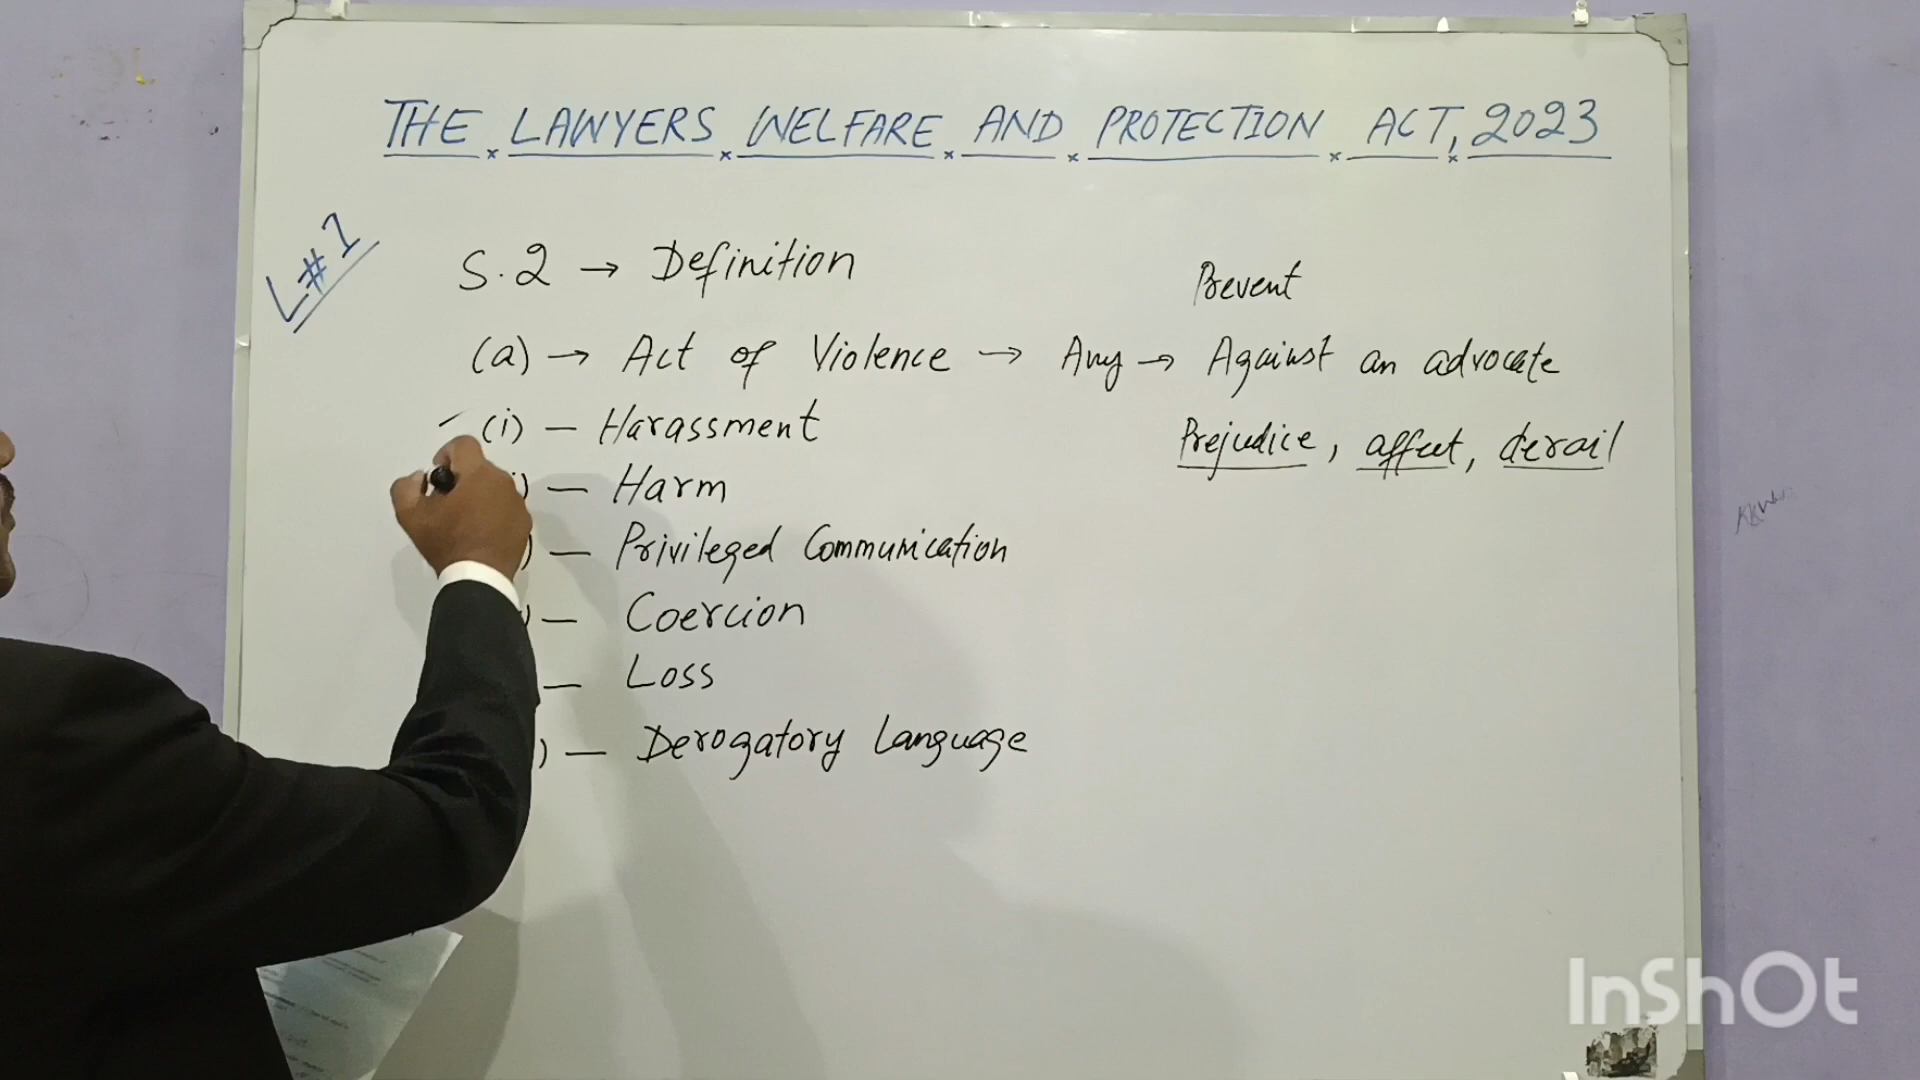 THE LAWYERS WELFARE AND PROTECTION ACT, 2023
L#1
S.2 → Definition
Prevent
(a) → Act of Violence → Any → Against an advocate
(i) — Harassment
Prejudice, affect, derail
) — Harm
) — Privileged Communication
) — Coercion
— Loss
) — Derogatory Language
InShOt